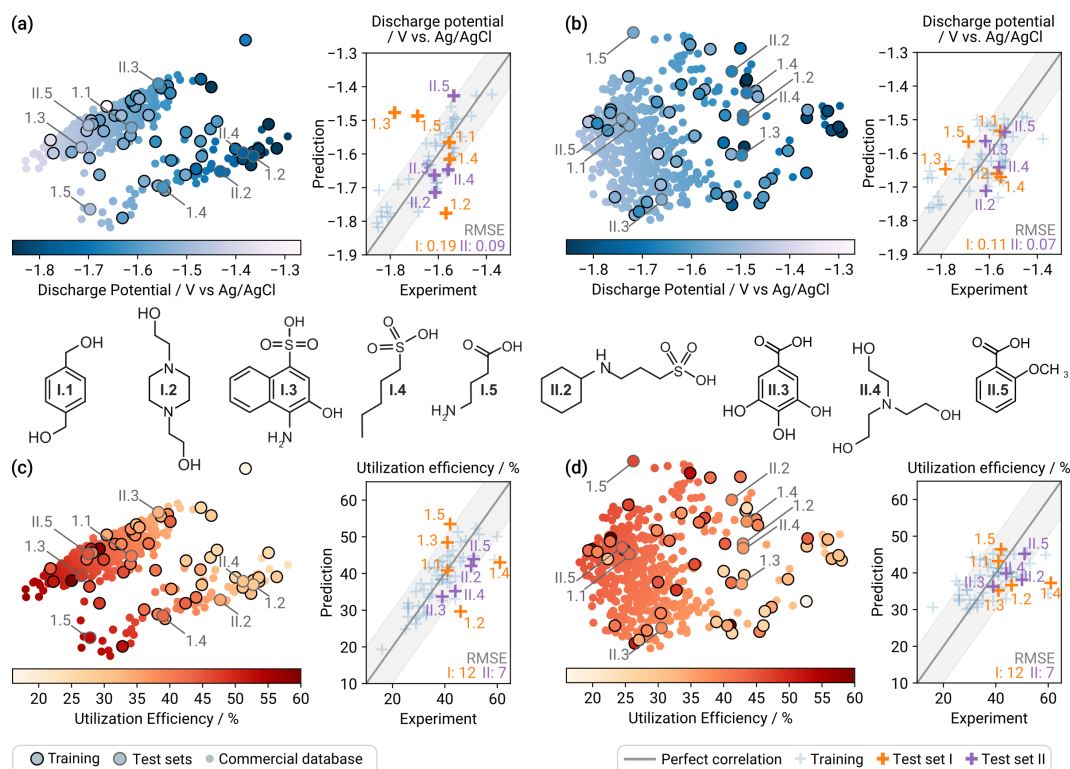 (a)
Discharge potential
/ V vs. Ag/AgCl
II.3
II.5
1.1
1.3
II.4
1.2
II.2
1.5
1.4
−1.8 −1.7 −1.6 −1.5 −1.4 −1.3
Discharge Potential / V vs Ag/AgCl
Prediction
−1.3
−1.4
−1.5
−1.6
−1.7
−1.8
−1.9
II.5
1.3
1.5
1.1
1.4
II.3
II.4
II.2
1.2
RMSE
I: 0.19 II: 0.09
−1.8 −1.6 −1.4
Experiment
(b)
Discharge potential
/ V vs. Ag/AgCl
1.5
II.2
1.4
1.2
II.4
II.5
1.3
1.1
II.3
−1.8 −1.7 −1.6 −1.5 −1.4 −1.3
Discharge Potential / V vs Ag/AgCl
Prediction
−1.3
−1.4
−1.5
−1.6
−1.7
−1.8
−1.9
1.1
II.5
1.5
II.3
1.3
1.2
II.4
1.4
II.2
RMSE
I: 0.11 II: 0.07
−1.8 −1.6 −1.4
Experiment
OH
I.1
HO
HO
N
I.2
N
OH
OH
O S O
I.3
OH
H2N
O
S OH
O
I.4
O OH
I.5
H2N
II.2
H
N
O
S
O OH
O OH
II.3
HO OH
OH
HO
II.4
N
OH
HO
O OH
OCH3
II.5
(c)
Utilization efficiency / %
II.3
II.5
1.1
1.3
II.4
1.2
II.2
1.5
1.4
20 25 30 35 40 45 50 55 60
Utilization Efficiency / %
Prediction
60
50
40
30
20
10
1.5
1.3
II.5
1.1
1.4
II.2
II.4
II.3
1.2
RMSE
I: 12 II: 7
20 40 60
Experiment
(d)
Utilization efficiency / %
1.5
II.2
1.4
1.2
II.4
II.5
1.3
1.1
II.3
20 25 30 35 40 45 50 55 60
Utilization Efficiency / %
Prediction
60
50
40
30
20
10
1.5
II.5
1.1
II.4
II.2
II.3
1.3
1.2
1.4
RMSE
I: 12 II: 7
20 40 60
Experiment
Training Test sets Commercial database
Perfect correlation Training Test set I Test set II